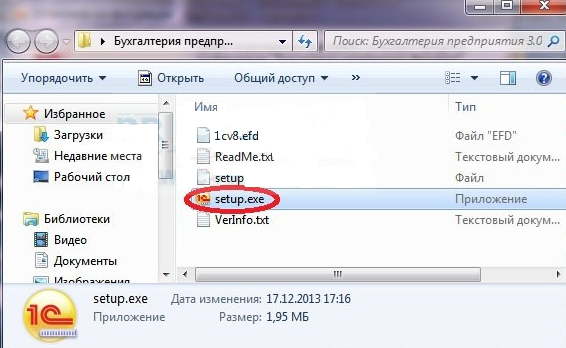 Бухгалтерия предпр...
Поиск: Бухгалтерия предприятия 3.0
Упорядочить
Открыть
Общий доступ
»
Имя
Тип
Избранное
Загрузки
Недавние места
Рабочий стол
Библиотеки
Видео
Документы
Изображения
1cv8.efd
Файл "EFD"
ReadMe.txt
Текстовый докум...
setup
Файл
setup.exe
Приложение
VerInfo.txt
Текстовый докум...
1С
setup.exe
Дата изменения: 17.12.2013 17:16
Приложение
Размер: 1,95 МБ